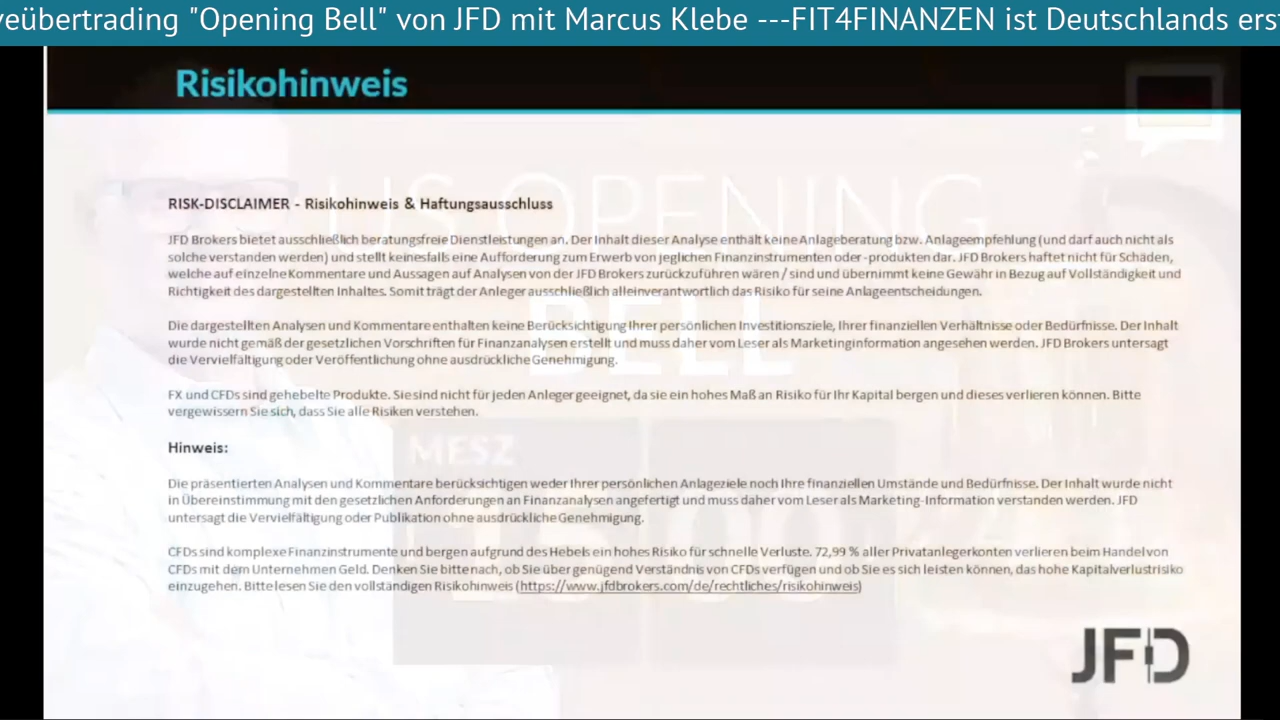 veübertrading "Opening Bell" von JFD mit Marcus Klebe ---FIT4FINANZEN ist Deutschlands erst
Risikohinweis
US OPENING
BELL
MESZ
RISK-DISCLAIMER - Risikohinweis & Haftungsausschluss
JFD Brokers bietet ausschließlich beratungsfreie Dienstleistungen an. Der Inhalt dieser Analyse enthält keine Anlageberatung bzw. Anlageempfehlung (und darf auch nicht als
solche verstanden werden) und stellt keinesfalls eine Aufforderung zum Erwerb von jeglichen Finanzinstrumenten oder -produkten dar. JFD Brokers haftet nicht für Schäden,
welche auf einzelne Kommentare und Aussagen auf Analysen von der JFD Brokers zurückzuführen wären / sind und übernimmt keine Gewähr in Bezug auf Vollständigkeit und
Richtigkeit des dargestellten Inhaltes. Somit trägt der Anleger ausschließlich alleinverantwortlich das Risiko für seine Anlageentscheidungen.
Die dargestellten Analysen und Kommentare enthalten keine Berücksichtigung Ihrer persönlichen Investitionsziele, Ihrer finanziellen Verhältnisse oder Bedürfnisse. Der Inhalt
wurde nicht gemäß der gesetzlichen Vorschriften für Finanzanalysen erstellt und muss daher vom Leser als Marketinginformation angesehen werden. JFD Brokers untersagt
die Vervielfältigung oder Veröffentlichung ohne ausdrückliche Genehmigung.
FX und CFDs sind gehebelte Produkte. Sie sind nicht für jeden Anleger geeignet, da sie ein hohes Maß an Risiko für Ihr Kapital bergen und dieses verlieren können. Bitte
vergewissern Sie sich, dass Sie alle Risiken verstehen.
Hinweis:
Die präsentierten Analysen und Kommentare berücksichtigen weder Ihrer persönlichen Anlageziele noch Ihre finanziellen Umstände und Bedürfnisse. Der Inhalt wurde nicht
in Übereinstimmung mit den gesetzlichen Anforderungen an Finanzanalysen angefertigt und muss daher vom Leser als Marketing-Information verstanden werden. JFD
untersagt die Vervielfältigung oder Publikation ohne ausdrückliche Genehmigung.
CFDs sind komplexe Finanzinstrumente und bergen aufgrund des Hebels ein hohes Risiko für schnelle Verluste. 72,99 % aller Privatanlegerkonten verlieren beim Handel von
CFDs mit dem Unternehmen Geld. Denken Sie bitte nach, ob Sie über genügend Verständnis von CFDs verfügen und ob Sie es sich leisten können, das hohe Kapitalverlustrisiko
einzugehen. Bitte lesen Sie den vollständigen Risikohinweis (https://www.jfdbrokers.com/de/rechtliches/risikohinweis)
JFD